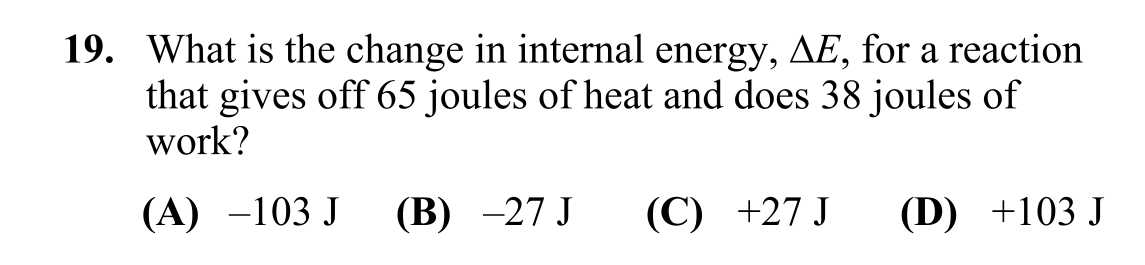 19. What is the change in internal energy, ΔE, for a reaction
that gives off 65 joules of heat and does 38 joules of
work?
(A) –103 J (B) –27 J (C) +27 J (D) +103 J